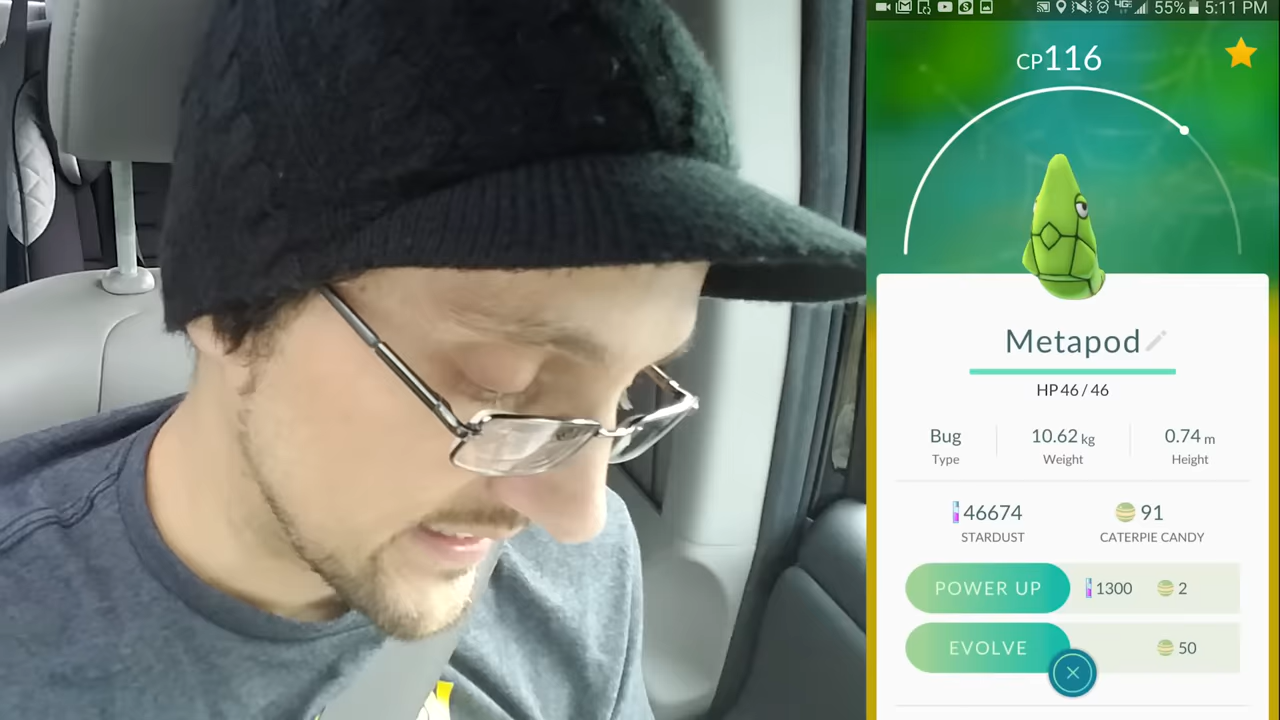 4G 55% 5:11 PM
CP116
Metapod
HP 46 / 46
Bug 10.62 kg 0.74 m
Type Weight Height
46674 91
STARDUST CATERPIE CANDY
POWER UP 1300 2
EVOLVE 50